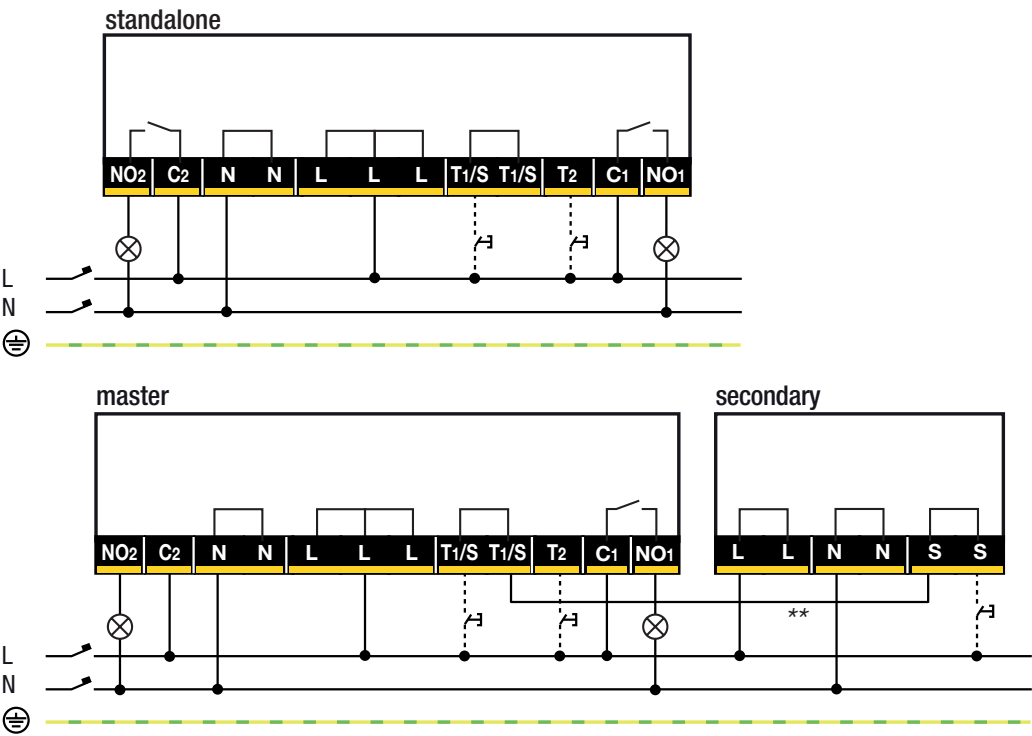 standalone
NO2 C2 N N L L L T1/S T1/S T2 C1 NO1
L
N
master secondary
NO2 C2 N N L L L T1/S T1/S T2 C1 NO1 L L N N S S
**
L
N